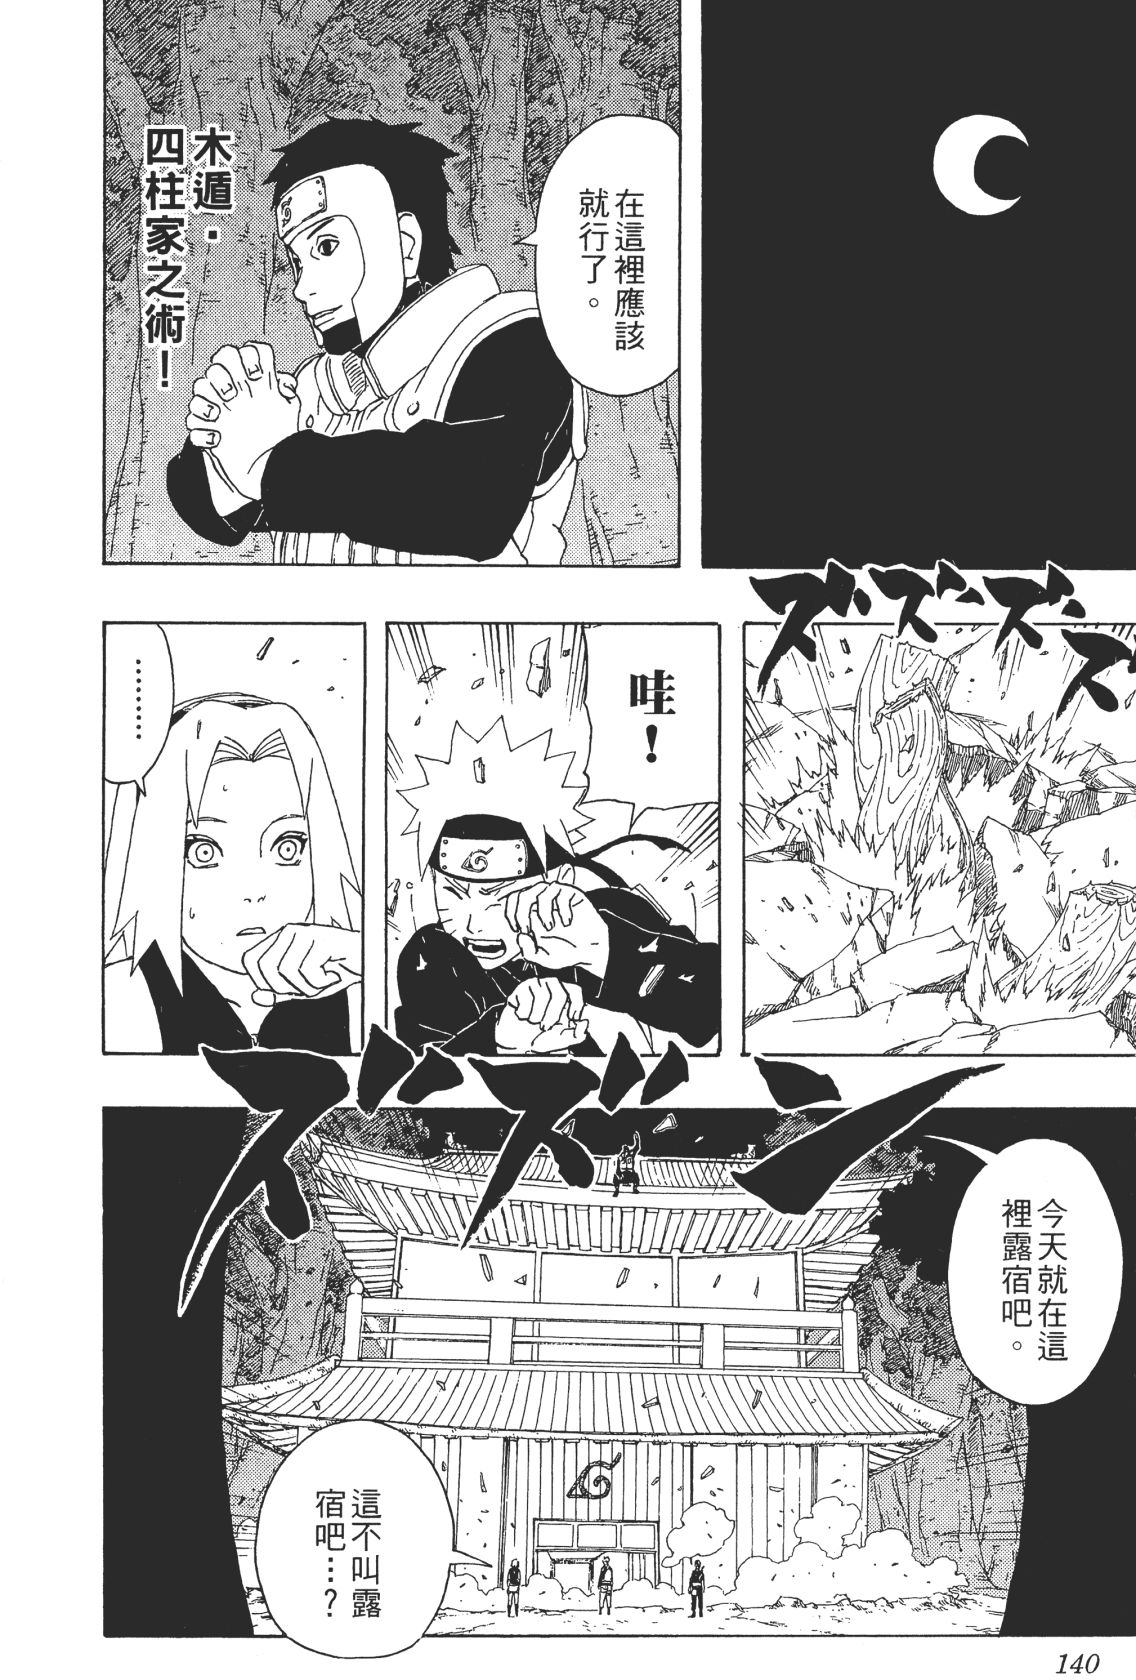 在這裡應該
就行了。
木遁・
四柱家之術！
ズズズズ
哇！
………
ズズズン
今天就在這
裡露宿吧。
這不叫露
宿吧…？
140